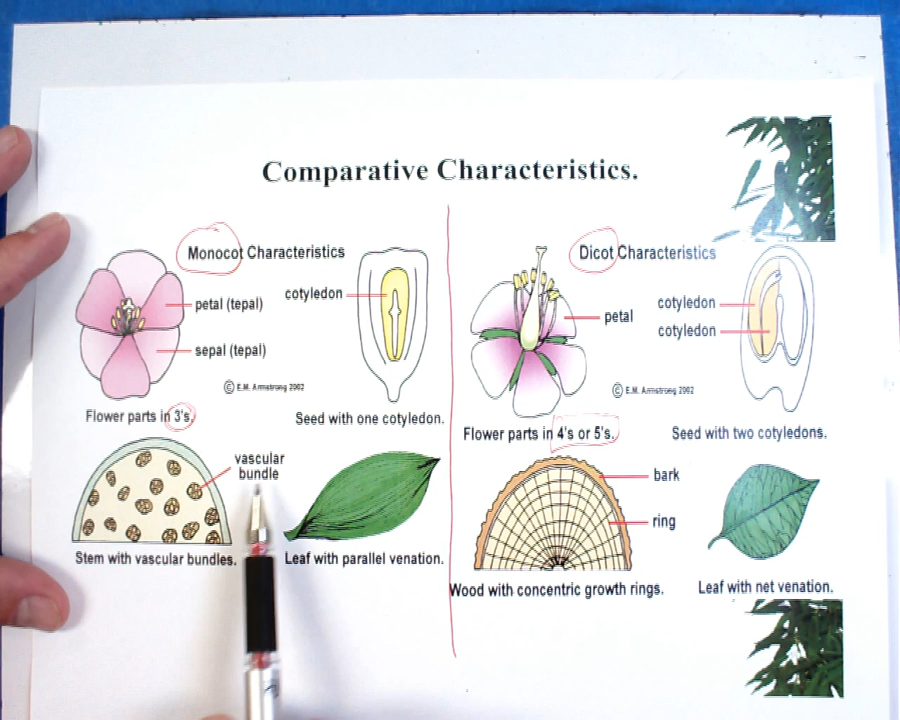 Comparative Characteristics.
Monocot Characteristics
petal (tepal)
sepal (tepal)
cotyledon
© E.M. Armstrong 2002
Flower parts in 3's.
Seed with one cotyledon.
vascular
bundle
Stem with vascular bundles.
Leaf with parallel venation.
Dicot Characteristics
petal
cotyledon
cotyledon
© E.M. Armstrong 2002
Flower parts in 4's or 5's.
Seed with two cotyledons.
bark
ring
Wood with concentric growth rings.
Leaf with net venation.